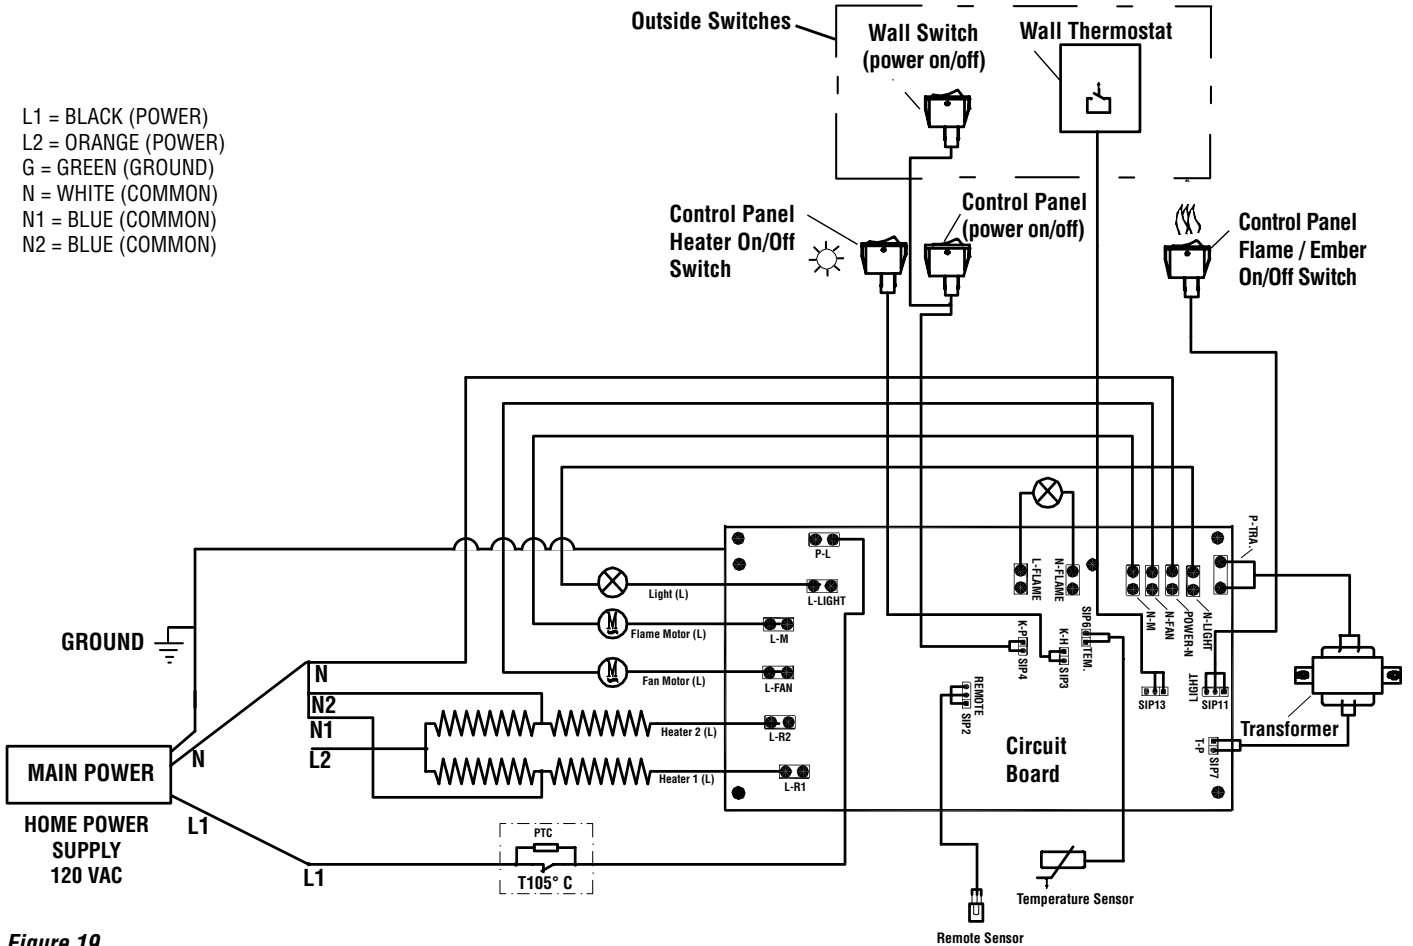 Outside Switches
Wall Switch
(power on/off)
Wall Thermostat
L1 = BLACK (POWER)
L2 = ORANGE (POWER)
G = GREEN (GROUND)
N = WHITE (COMMON)
N1 = BLUE (COMMON)
N2 = BLUE (COMMON)
Control Panel
Heater On/Off
Switch
Control Panel
(power on/off)
Control Panel
Flame / Ember
On/Off Switch
P-TRA.
P-L
L-FLAME
N-FLAME
Light (L)
L-LIGHT
N-M
N-FAN
POWER-N
N-LIGHT
GROUND
M
Flame Motor (L)
L-M
K-P
SIP4
K-H
SIP3
SIP6
TEM.
N
M
Fan Motor (L)
L-FAN
REMOTE
SIP2
SIP13
LIGHT
SIP11
N2
N1
L2
Heater 2 (L)
L-R2
Transformer
Circuit
Board
T-P
SIP7
MAIN POWER
N
Heater 1 (L)
L-R1
HOME POWER
SUPPLY
120 VAC
L1
L1
PTC
T105° C
Temperature Sensor
Remote Sensor
Figure 19